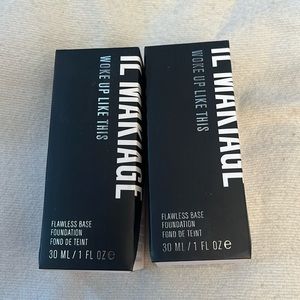 IL MAKIAGE
WOKE UP LIKE THIS
FLAWLESS BASE
FOUNDATION
FOND DE TEINT
30 ML / 1 FL OZ℮
IL MAKIAGE
WOKE UP LIKE THIS
FLAWLESS BASE
FOUNDATION
FOND DE TEINT
30 ML / 1 FL OZ℮